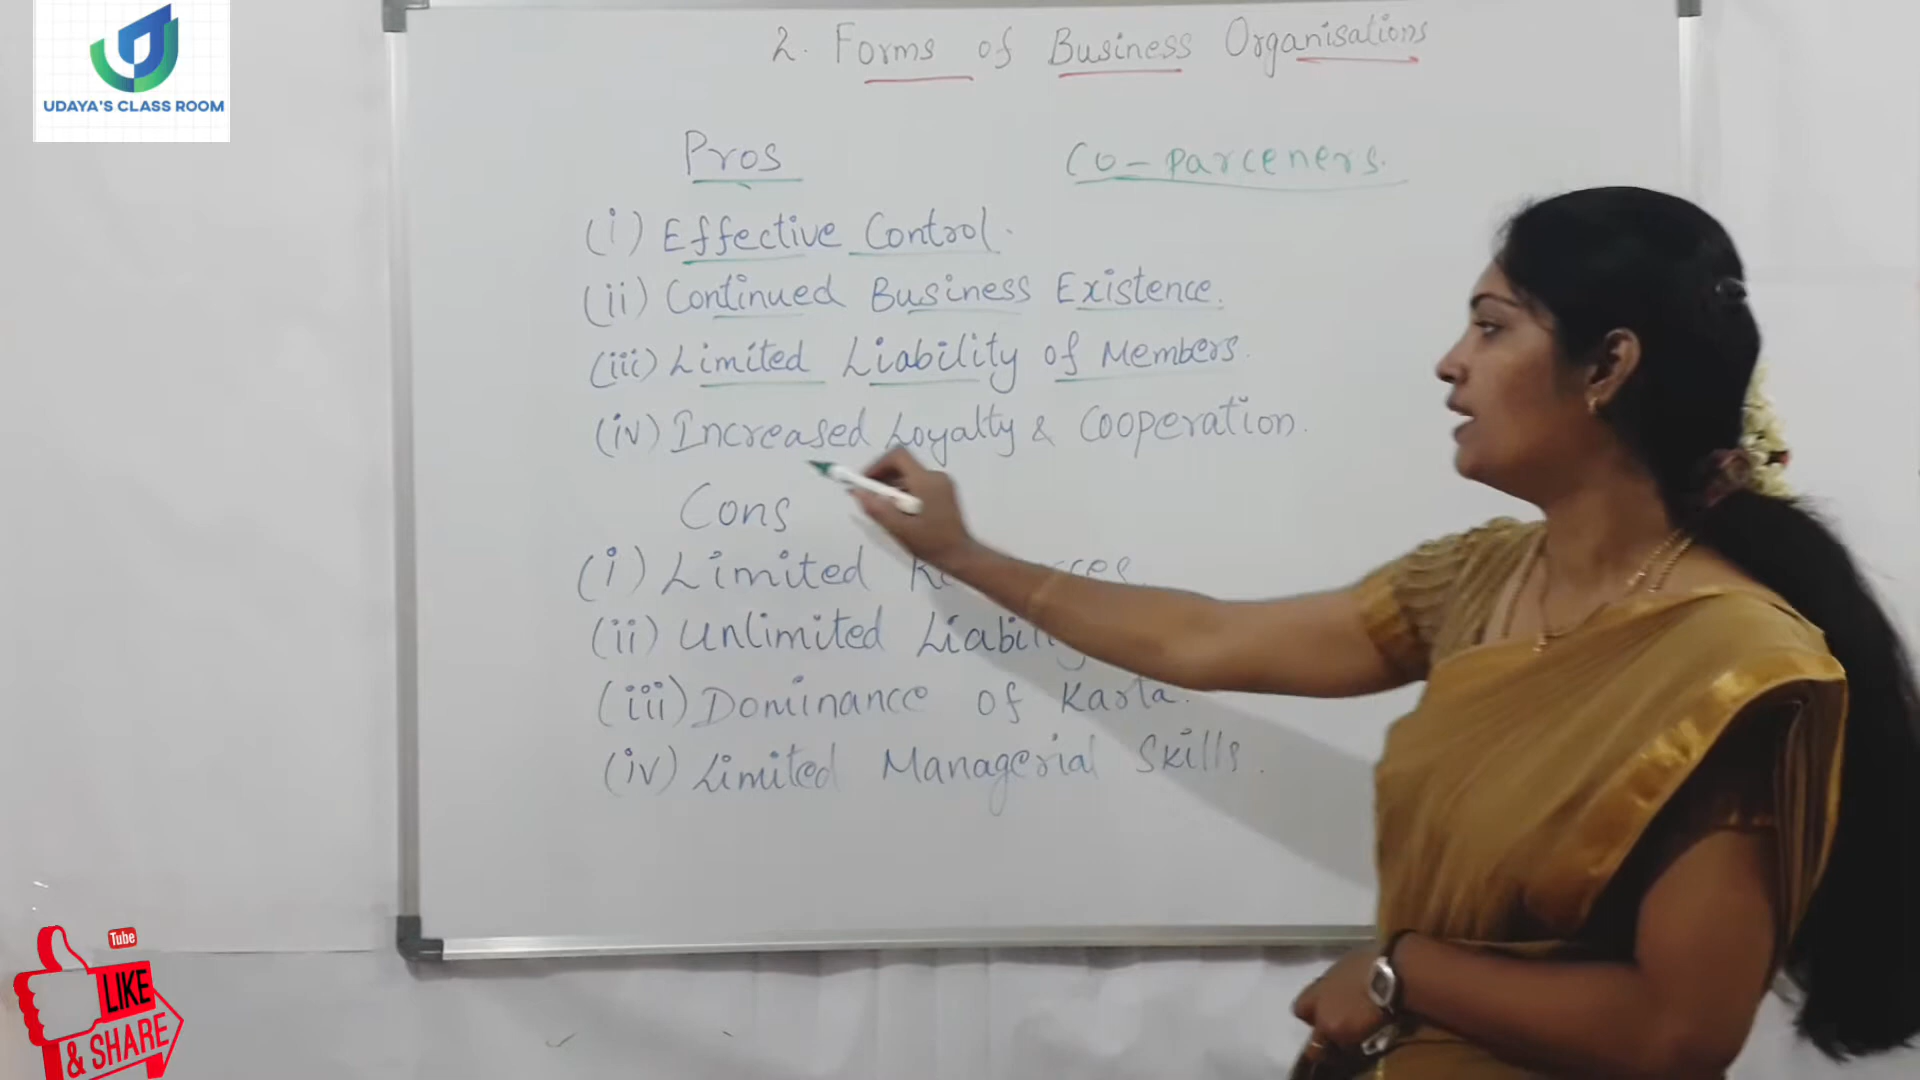 UDAYA'S CLASS ROOM
2. Forms of Business Organisations
Pros
Co-parceners.
(i) Effective Control.
(ii) Continued Business Existence.
(iii) Limited Liability of Members.
(iv) Increased Loyalty & Cooperation.
Cons
(i) Limited
(ii) Unlimited
(iii) Dominance of Karta.
(iv) Limited Managerial Skills.
Tube
LIKE
& SHARE